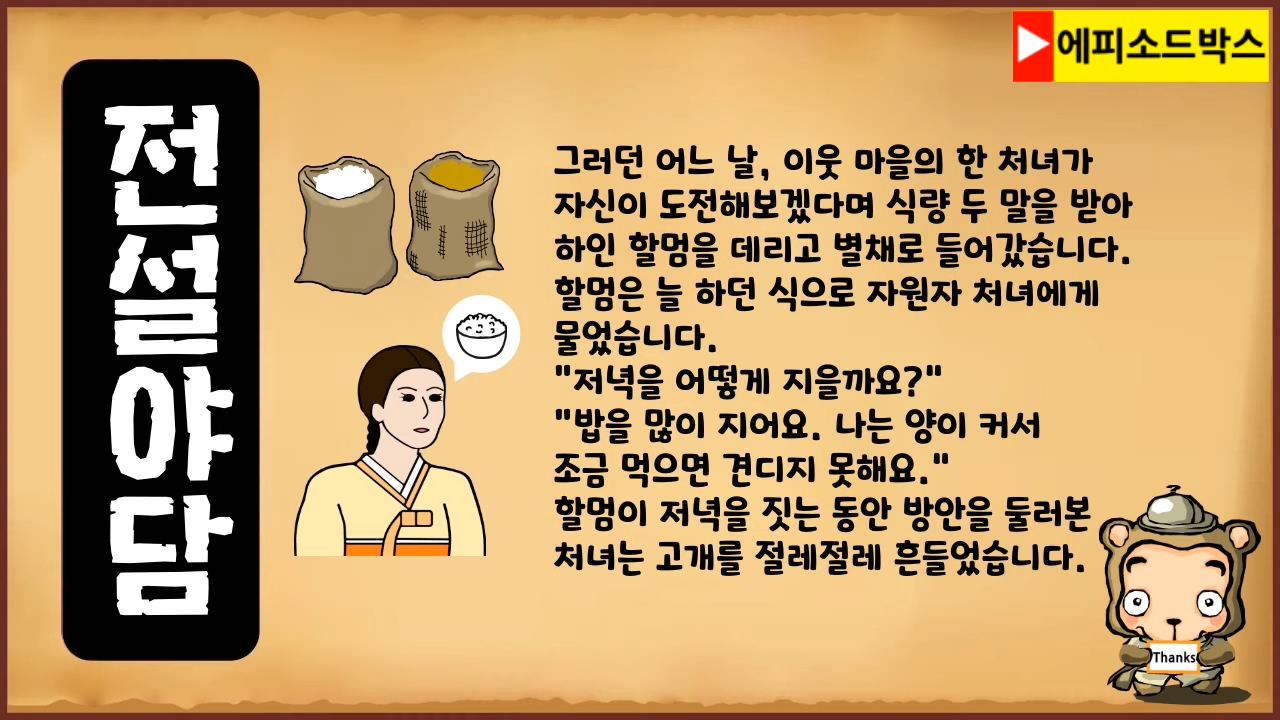 에피소드박스
전설야담
그러던 어느 날, 이웃 마을의 한 처녀가
자신이 도전해보겠다며 식량 두 말을 받아
하인 할멈을 데리고 별채로 들어갔습니다.
할멈은 늘 하던 식으로 자원자 처녀에게
물었습니다.
"저녁을 어떻게 지을까요?"
"밥을 많이 지어요. 나는 양이 커서
조금 먹으면 견디지 못해요."
할멈이 저녁을 짓는 동안 방안을 둘러본
처녀는 고개를 절레절레 흔들었습니다.
Thanks